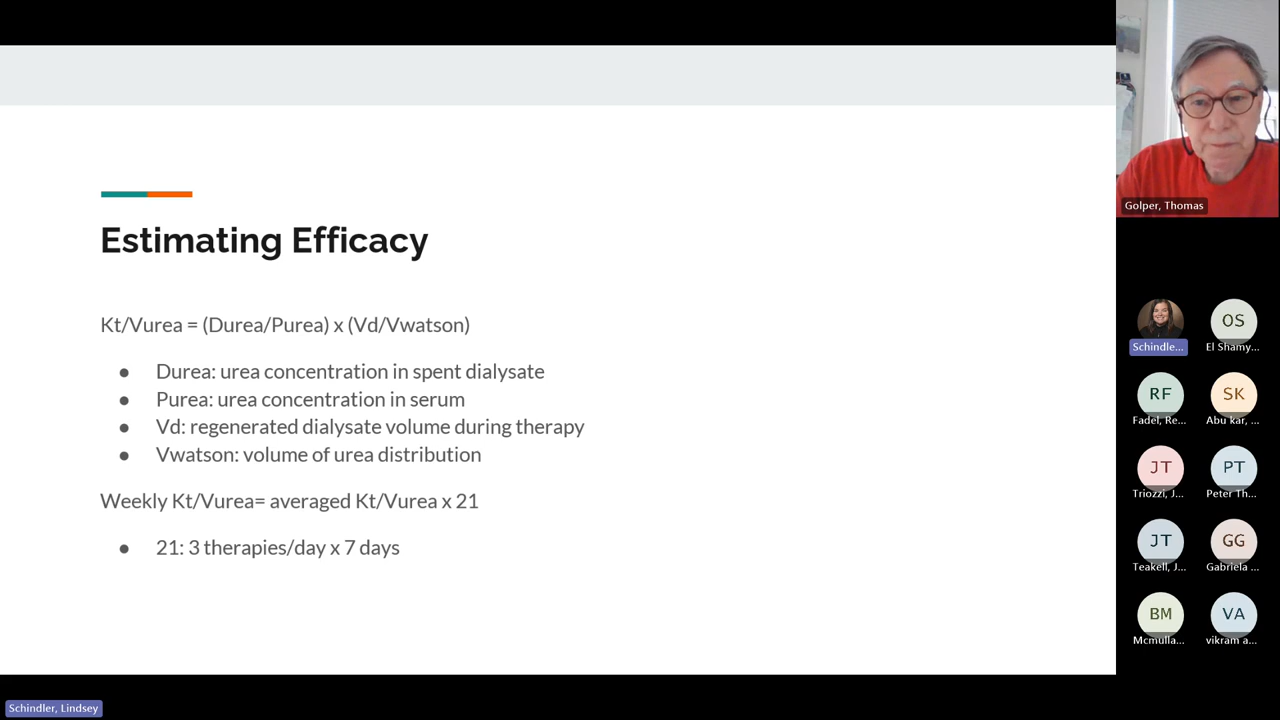 Estimating Efficacy
Kt/Vurea = (Durea/Purea) x (Vd/Vwatson)
● Durea: urea concentration in spent dialysate
● Purea: urea concentration in serum
● Vd: regenerated dialysate volume during therapy
● Vwatson: volume of urea distribution
Weekly Kt/Vurea= averaged Kt/Vurea x 21
● 21: 3 therapies/day x 7 days
Golper, Thomas
Schindle...
OS
El Shamy...
RF
Fadel, Re...
SK
Abu kar, ...
JT
Triozzi, J...
PT
Peter Th...
JT
Teakell, J...
GG
Gabriela ...
BM
Mcmulla...
VA
vikram a...
Schindler, Lindsey